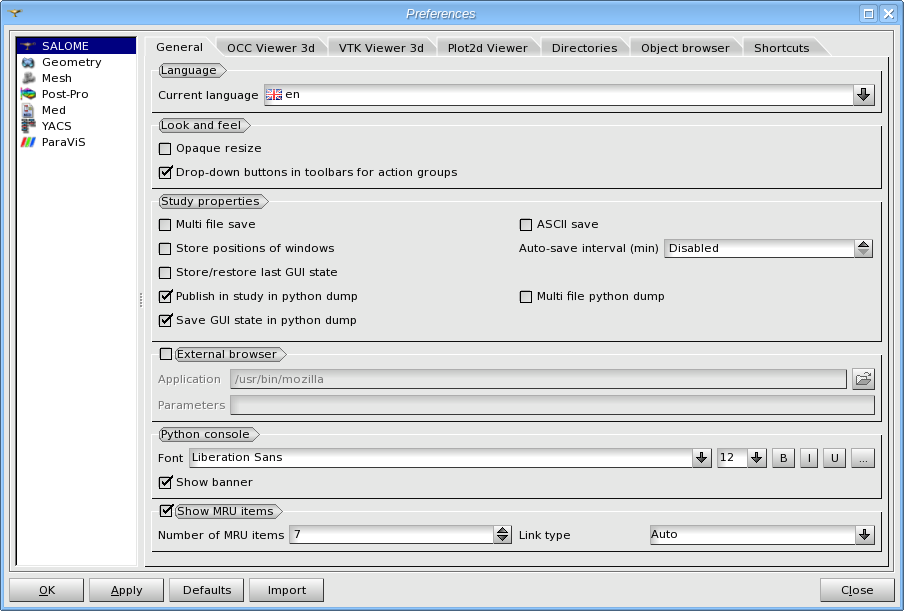 Preferences
SALOME
Geometry
Mesh
Post-Pro
Med
YACS
ParaViS
General OCC Viewer 3d VTK Viewer 3d Plot2d Viewer Directories Object browser Shortcuts
Language
Current language en
Look and feel
Opaque resize
Drop-down buttons in toolbars for action groups
Study properties
Multi file save ASCII save
Store positions of windows Auto-save interval (min) Disabled
Store/restore last GUI state
Publish in study in python dump Multi file python dump
Save GUI state in python dump
External browser
Application /usr/bin/mozilla
Parameters
Python console
Font Liberation Sans 12 B I U ...
Show banner
Show MRU items
Number of MRU items 7 Link type Auto
OK Apply Defaults Import Close